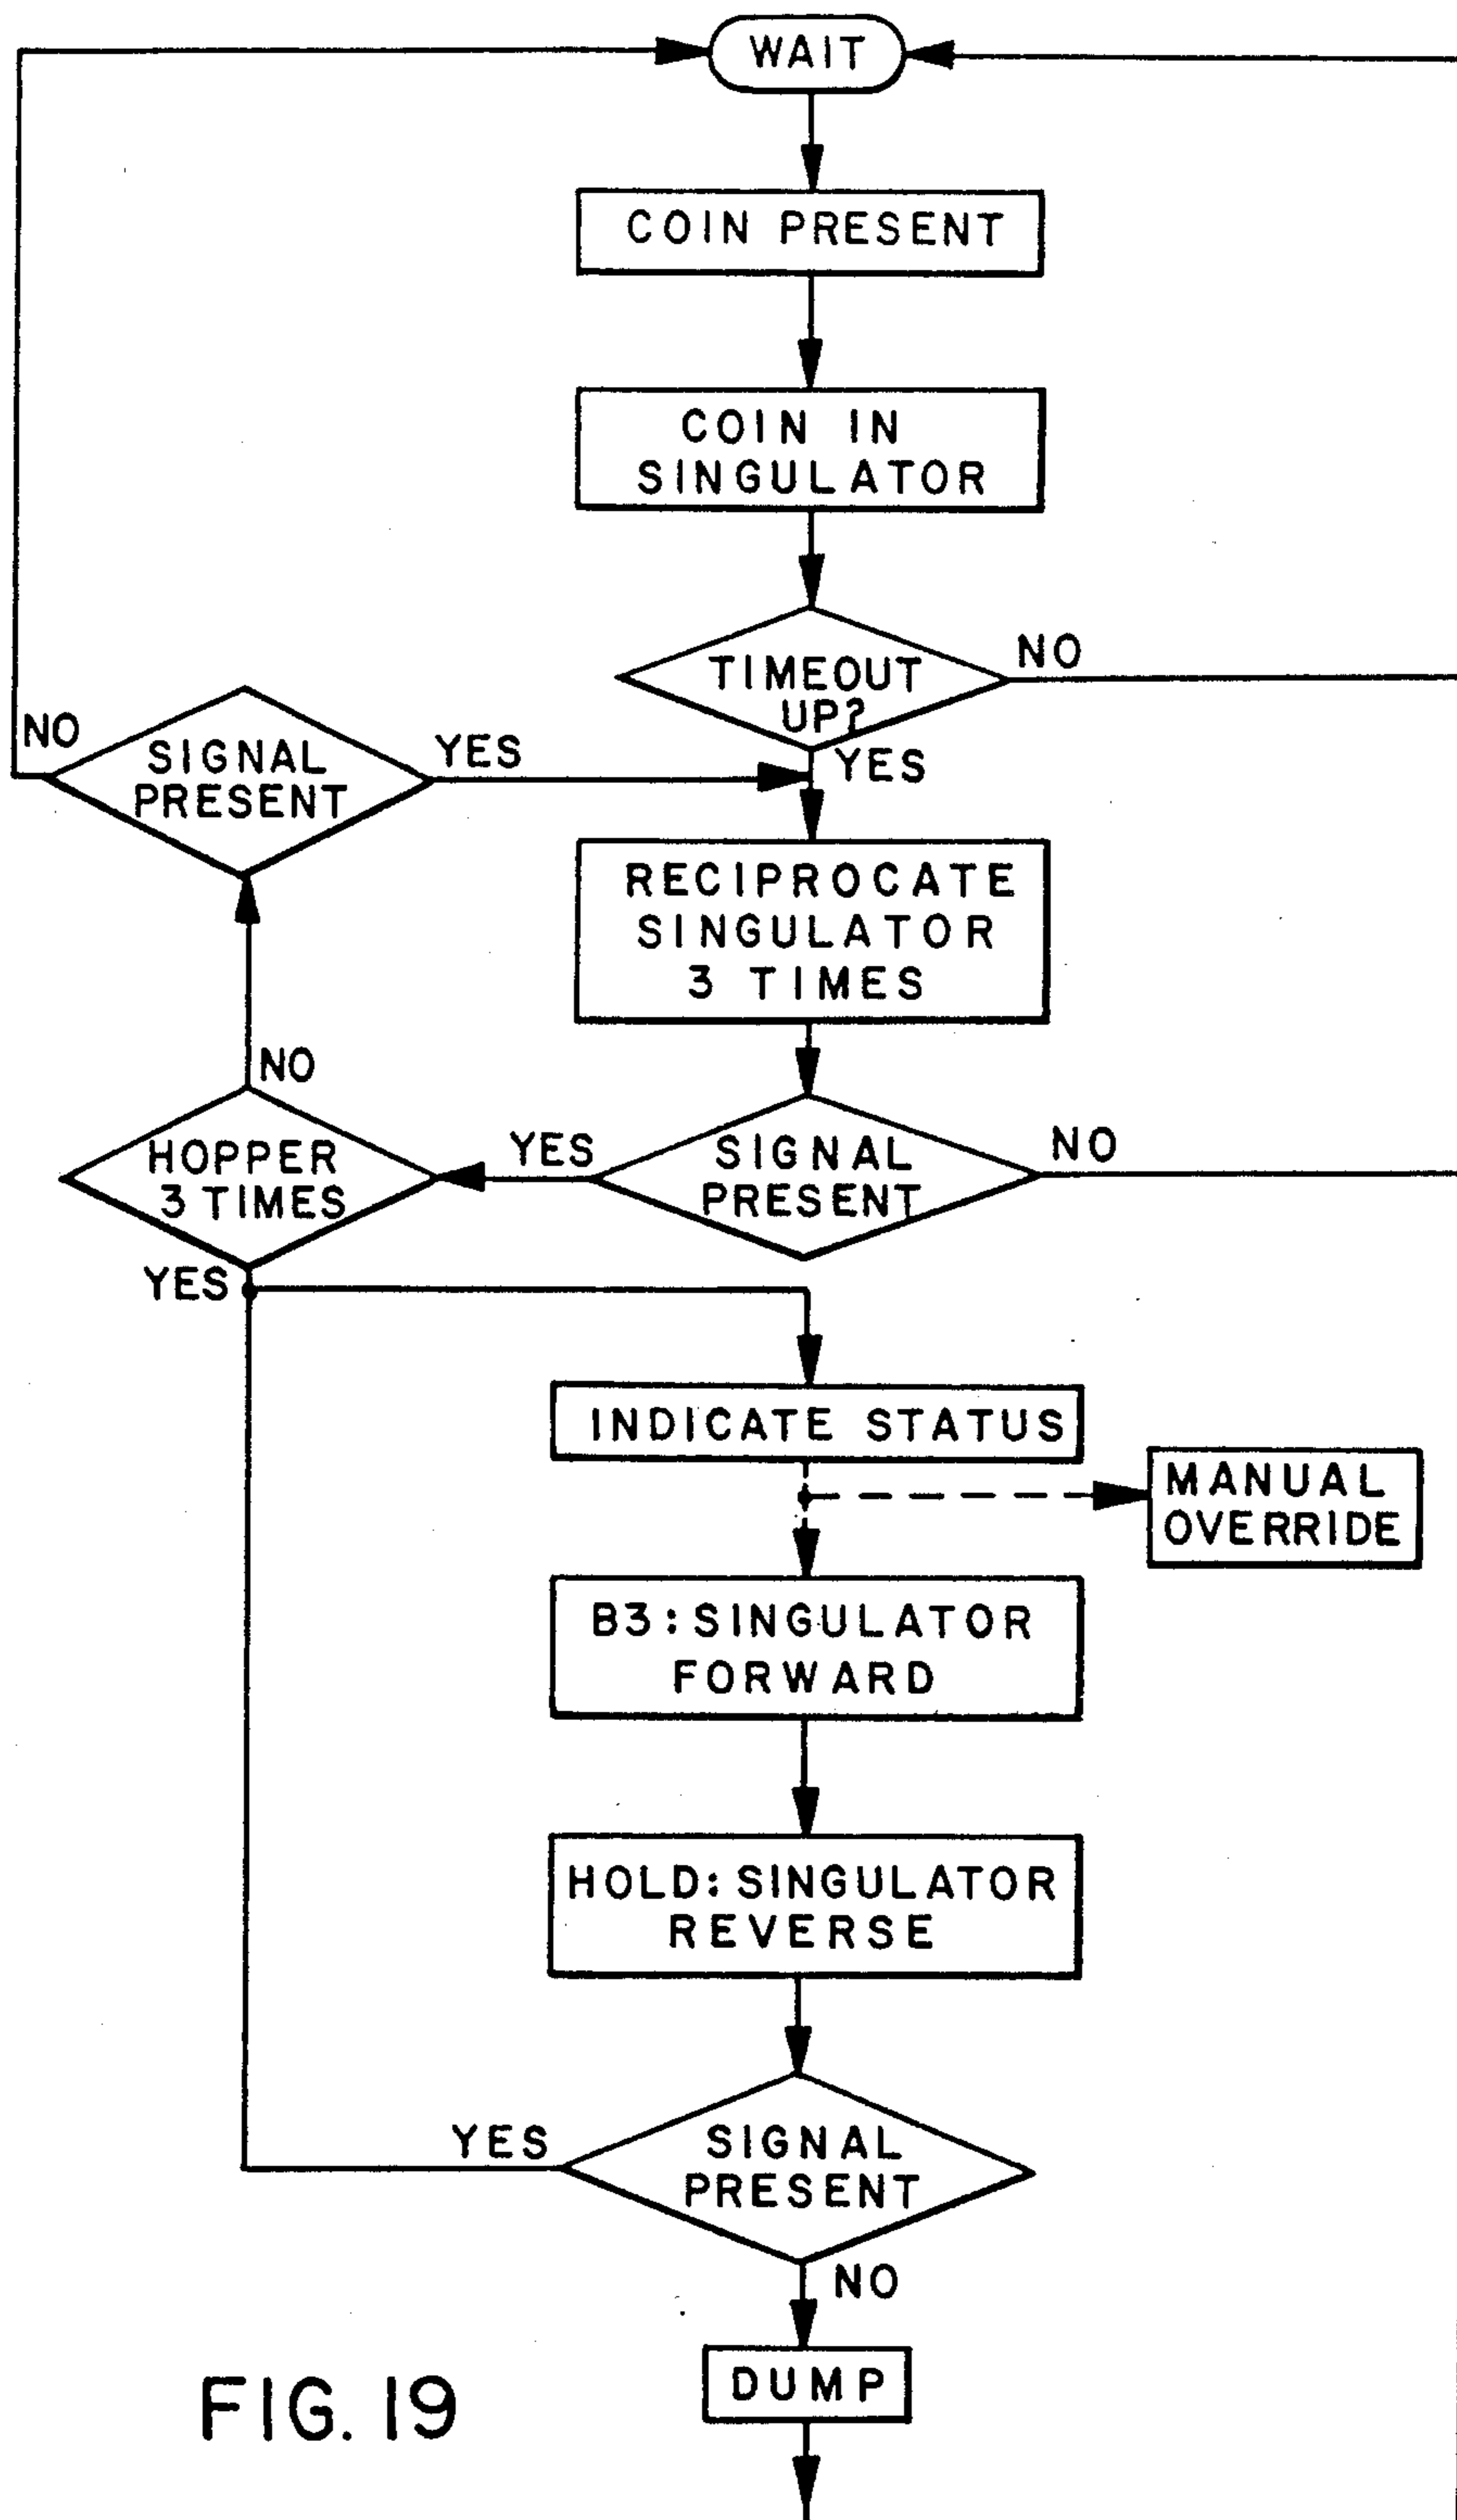 WAIT
COIN PRESENT
COIN IN
SINGULATOR
TIMEOUT
UP?
NO
YES
NO
SIGNAL
PRESENT
YES
RECIPROCATE
SINGULATOR
3 TIMES
NO
HOPPER
3 TIMES
YES
SIGNAL
PRESENT
NO
YES
INDICATE STATUS
MANUAL
OVERRIDE
B3:SINGULATOR
FORWARD
HOLD:SINGULATOR
REVERSE
YES
SIGNAL
PRESENT
NO
DUMP
FIG. 19